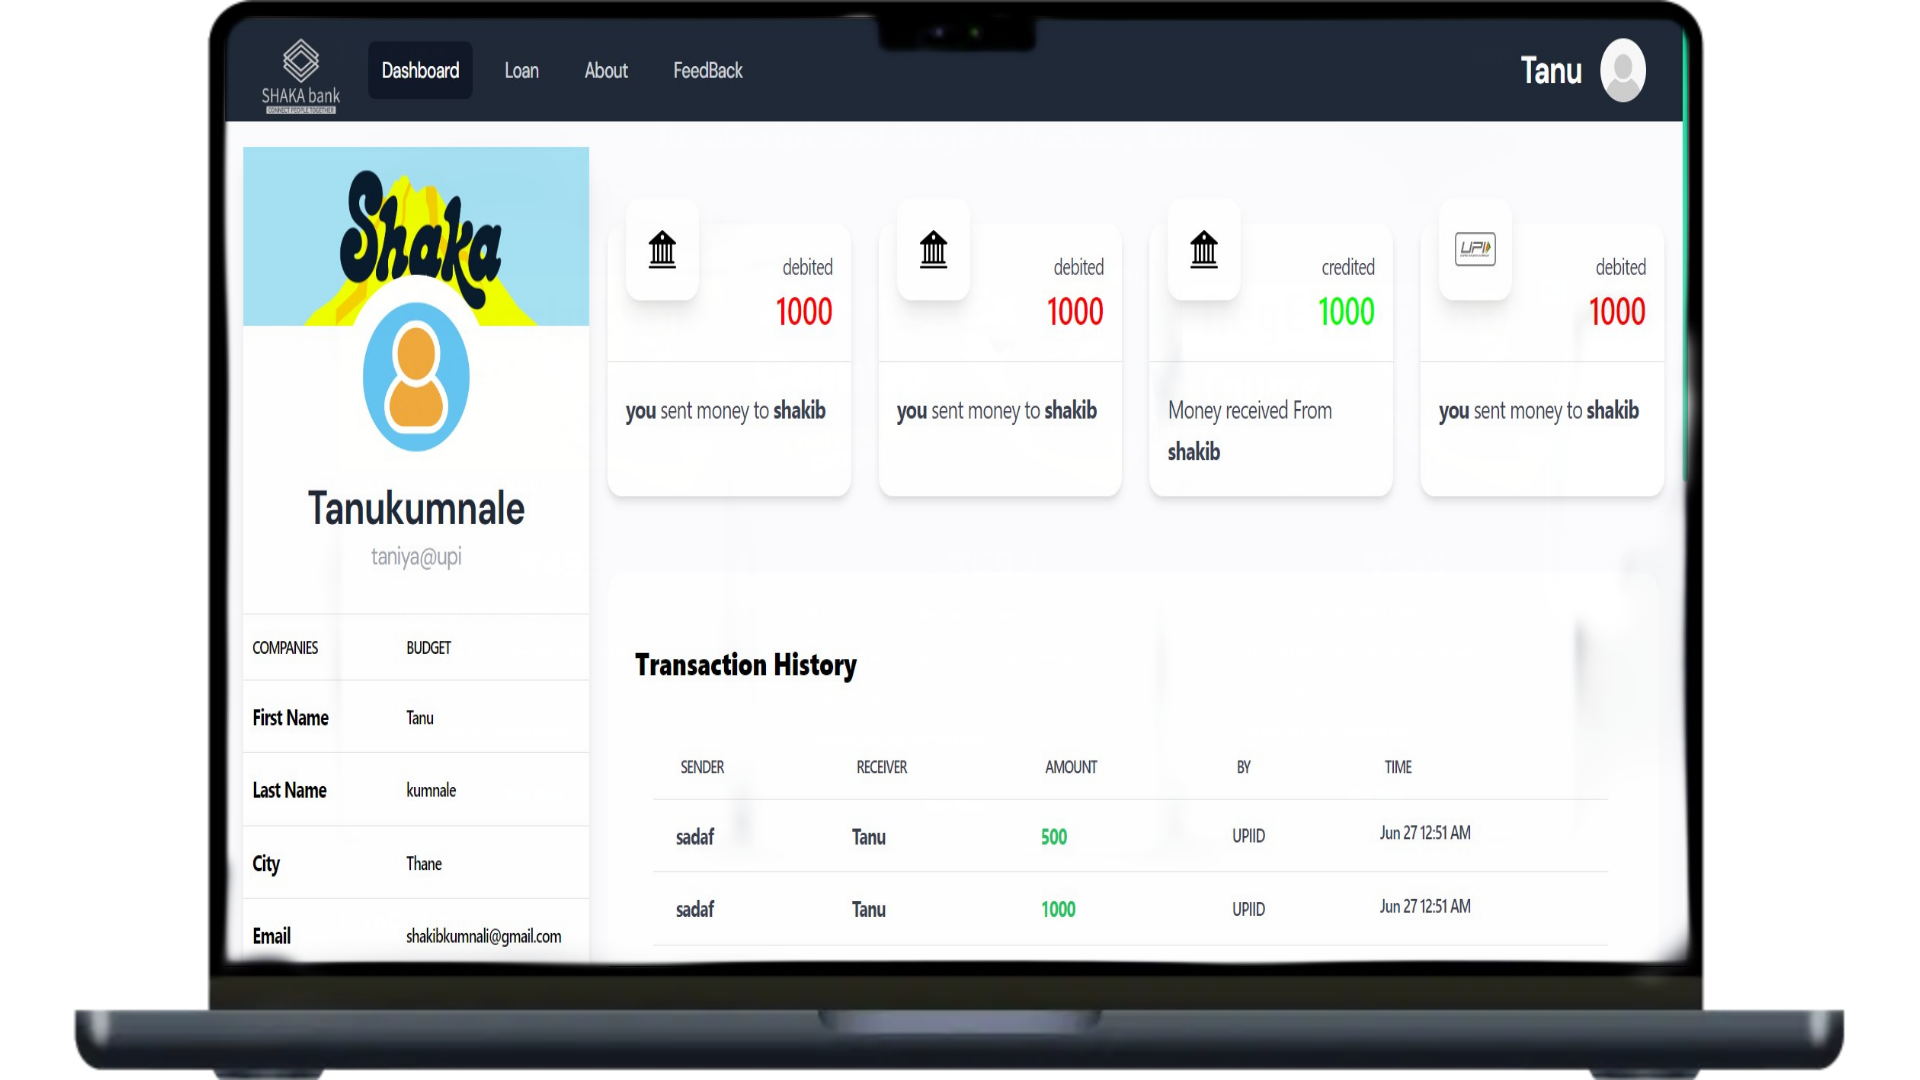 SHAKA bank
CONNECT PEOPLE TOGETHER
Dashboard
Loan
About
FeedBack
Tanu
Shaka
Tanukumnale
taniya@upi
COMPANIES BUDGET
First Name Tanu
Last Name kumnale
City Thane
Email shakibkumnali@gmail.com
debited
1000
you sent money to shakib
debited
1000
you sent money to shakib
credited
1000
Money received From
shakib
UPI
debited
1000
you sent money to shakib
Transaction History
SENDER RECEIVER AMOUNT BY TIME
sadaf Tanu 500 UPIID Jun 27 12:51 AM
sadaf Tanu 1000 UPIID Jun 27 12:51 AM